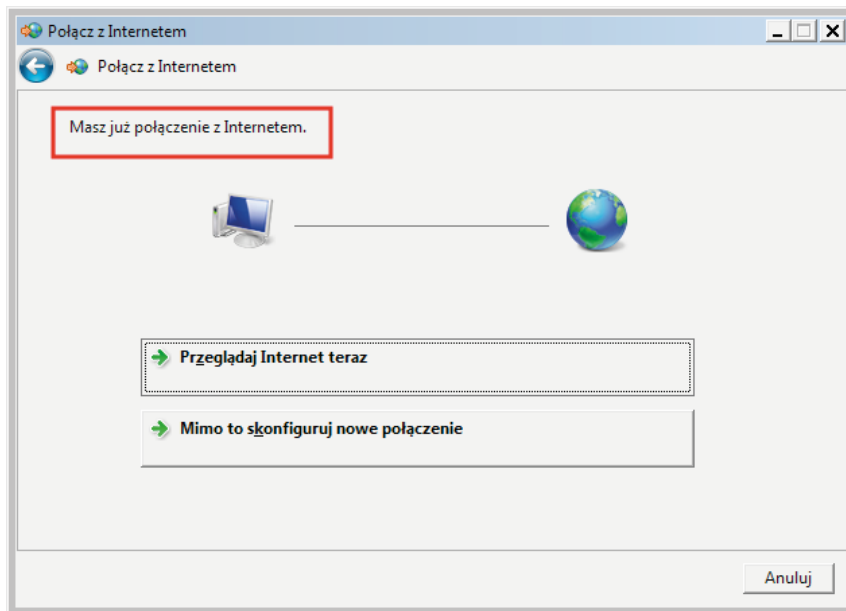 Połącz z Internetem
Połącz z Internetem
Masz już połączenie z Internetem.
Przeglądaj Internet teraz
Mimo to skonfiguruj nowe połączenie
Anuluj